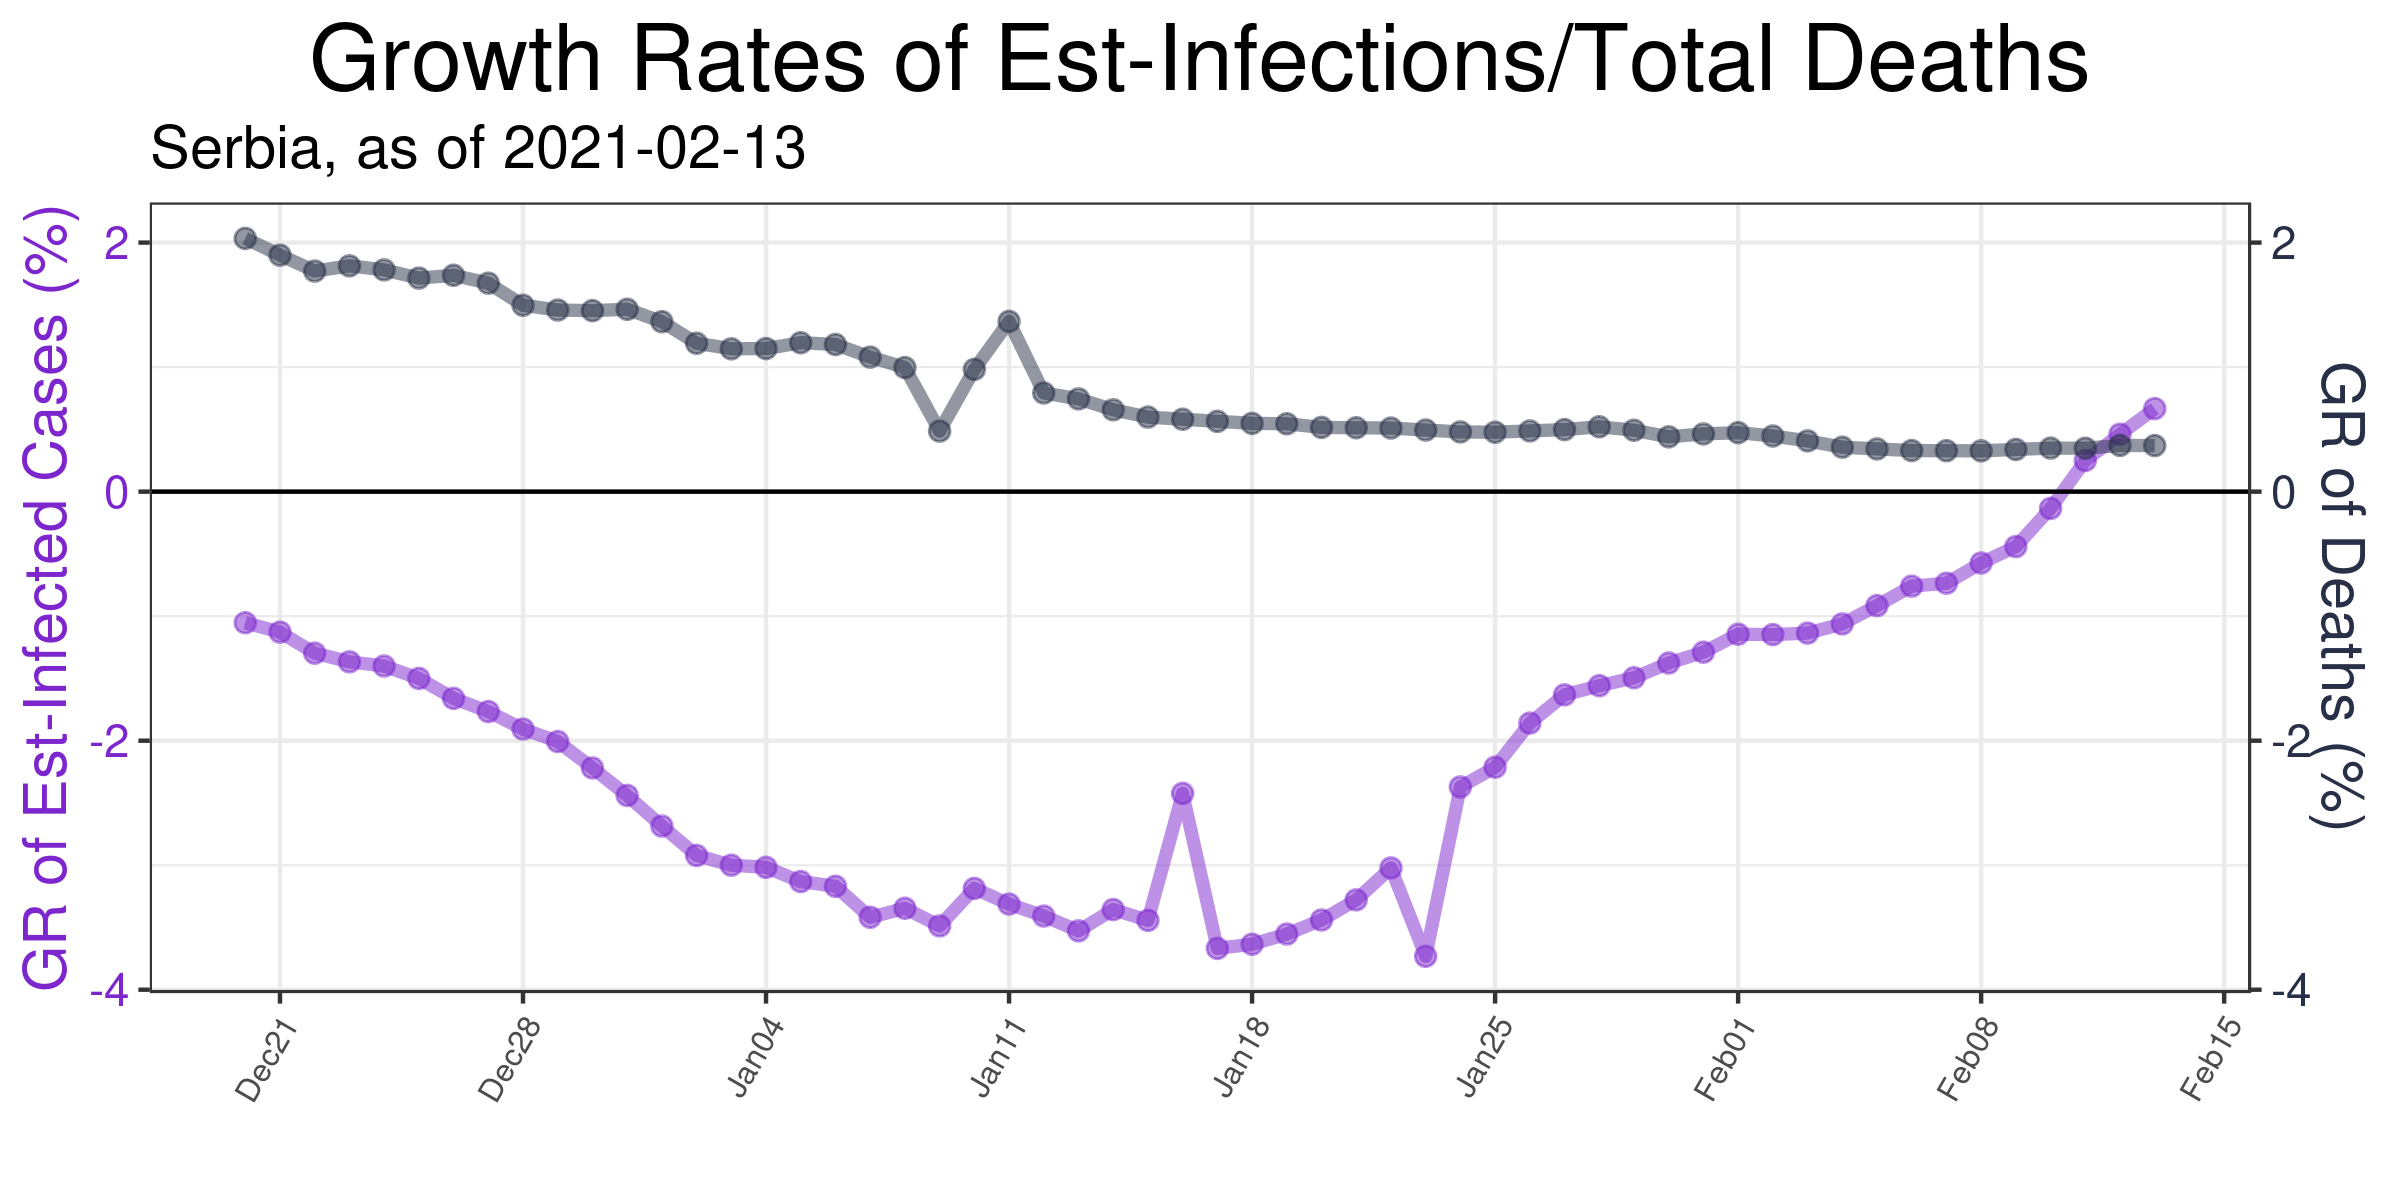 Growth Rates of Est-Infections/Total Deaths
Serbia, as of 2021-02-13
GR of Est-Infected Cases (%)
2
0
-2
-4
2
0
-2
-4
GR of Deaths (%)
Dec21
Dec28
Jan04
Jan11
Jan18
Jan25
Feb01
Feb08
Feb15